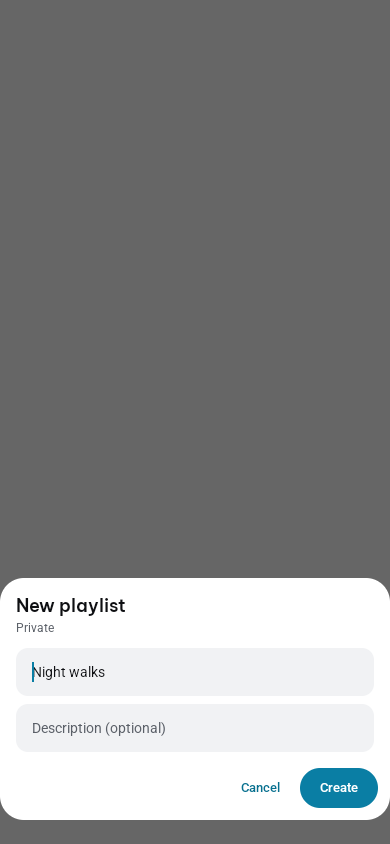 New playlist
Private
Night walks
Description (optional)
Cancel Create